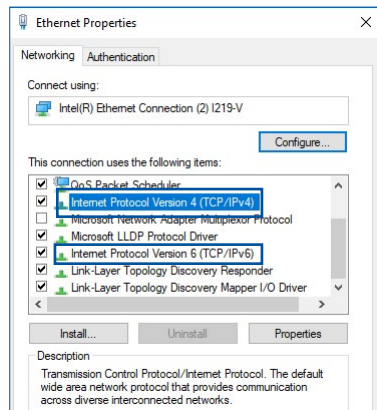 Ethernet Properties
Networking
Authentication
Connect using:
Intel(R) Ethernet Connection (2) I219-V
Configure...
This connection uses the following items:
QoS Packet Scheduler
Internet Protocol Version 4 (TCP/IPv4)
Microsoft Network Adapter Multiplexor Protocol
Microsoft LLDP Protocol Driver
Internet Protocol Version 6 (TCP/IPv6)
Link-Layer Topology Discovery Responder
Link-Layer Topology Discovery Mapper I/O Driver
Install...
Uninstall
Properties
Description
Transmission Control Protocol/Internet Protocol. The default
wide area network protocol that provides communication
across diverse interconnected networks.